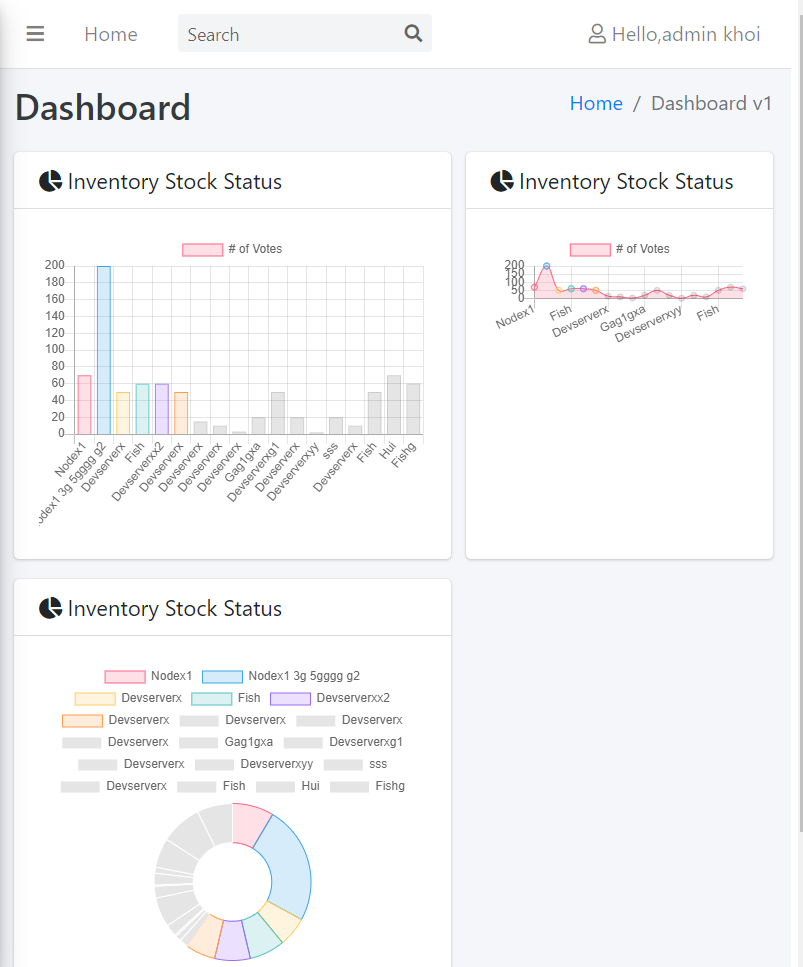 Home
Search
Hello,admin khoi
Dashboard
Home / Dashboard v1
Inventory Stock Status
# of Votes
200
180
160
140
120
100
80
60
40
20
0
Nodex1
odex1 3g 5gggg g2
Devserverx
Fish
Devserverxx2
Devserverx
Devserverx
Devserverx
Devserverx
Gag1gxa
Devserverxg1
Devserverx
Devserverxyy
sss
Devserverx
Fish
Hui
Fishg
Inventory Stock Status
# of Votes
200
150
100
50
0
Nodex1
Fish
Devserverx
Gag1gxa
Devserverxyy
Fish
Inventory Stock Status
Nodex1 Nodex1 3g 5gggg g2
Devserverx Fish Devserverxx2
Devserverx Devserverx Devserverx
Devserverx Gag1gxa Devserverxg1
Devserverx Devserverxyy sss
Devserverx Fish Hui Fishg